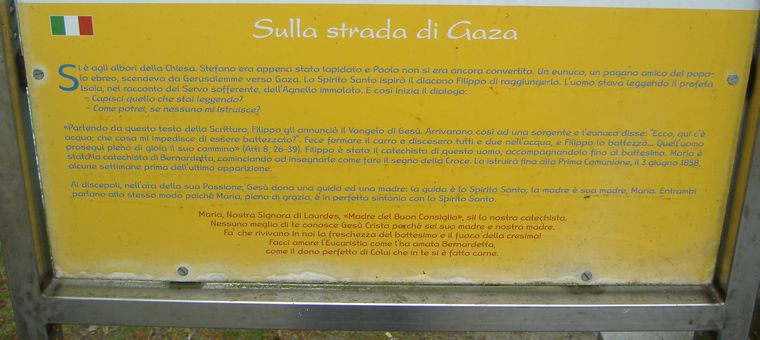 Sulla strada di Gaza
Si è agli albori della Chiesa. Stefano era appena stato lapidato e Paolo non si era ancora convertito. Un eunuco, un pagano amico del popo-
lo ebreo, scendeva da Gerusalemme verso Gaza. Lo Spirito Santo ispirò il diacono Filippo di raggiungerlo. L'uomo stava leggendo il profeta
Isaia, nel racconto del Servo sofferente, dell'Agnello immolato. E così inizia il dialogo:
- Capisci quello che stai leggendo?
- Come potrei, se nessuno mi istruisce?
«Partendo da questo testo della Scrittura, Filippo gli annunciò il Vangelo di Gesù. Arrivarono così ad una sorgente e l'eunuco disse: "Ecco, qui c'è
acqua; che cosa mi impedisce di essere battezzato?". Fece fermare il carro e discesero tutti e due nell'acqua, e Filippo lo battezzò... Quell'uomo
proseguì pieno di gioia il suo cammino» (Atti 8, 26-39). Filippo è stato il catechista di questo uomo, accompagnandolo fino al battesimo. Maria è
stata la catechista di Bernardetta, cominciando ad insegnarle come fare il segno della Croce. La istruirà fino alla Prima Comunione, il 3 giugno 1858,
alcune settimane prima dell'ultima apparizione.
Ai discepoli, nell'ora della sua Passione, Gesù dona una guida ed una madre: la guida è lo Spirito Santo; la madre è sua madre, Maria. Entrambi
parlano allo stesso modo poiché Maria, piena di grazia, è in perfetta sintonia con lo Spirito Santo.
Maria, Nostra Signora di Lourdes, «Madre del Buon Consiglio», sii la nostra catechista.
Nessuno meglio di te conosce Gesù Cristo perché sei sua madre e nostra madre.
Fa' che rivivano in noi la freschezza del battesimo e il fuoco della cresima!
Facci amare l'Eucaristia come l'ha amata Bernardetta,
come il dono perfetto di Colui che in te si è fatto carne.